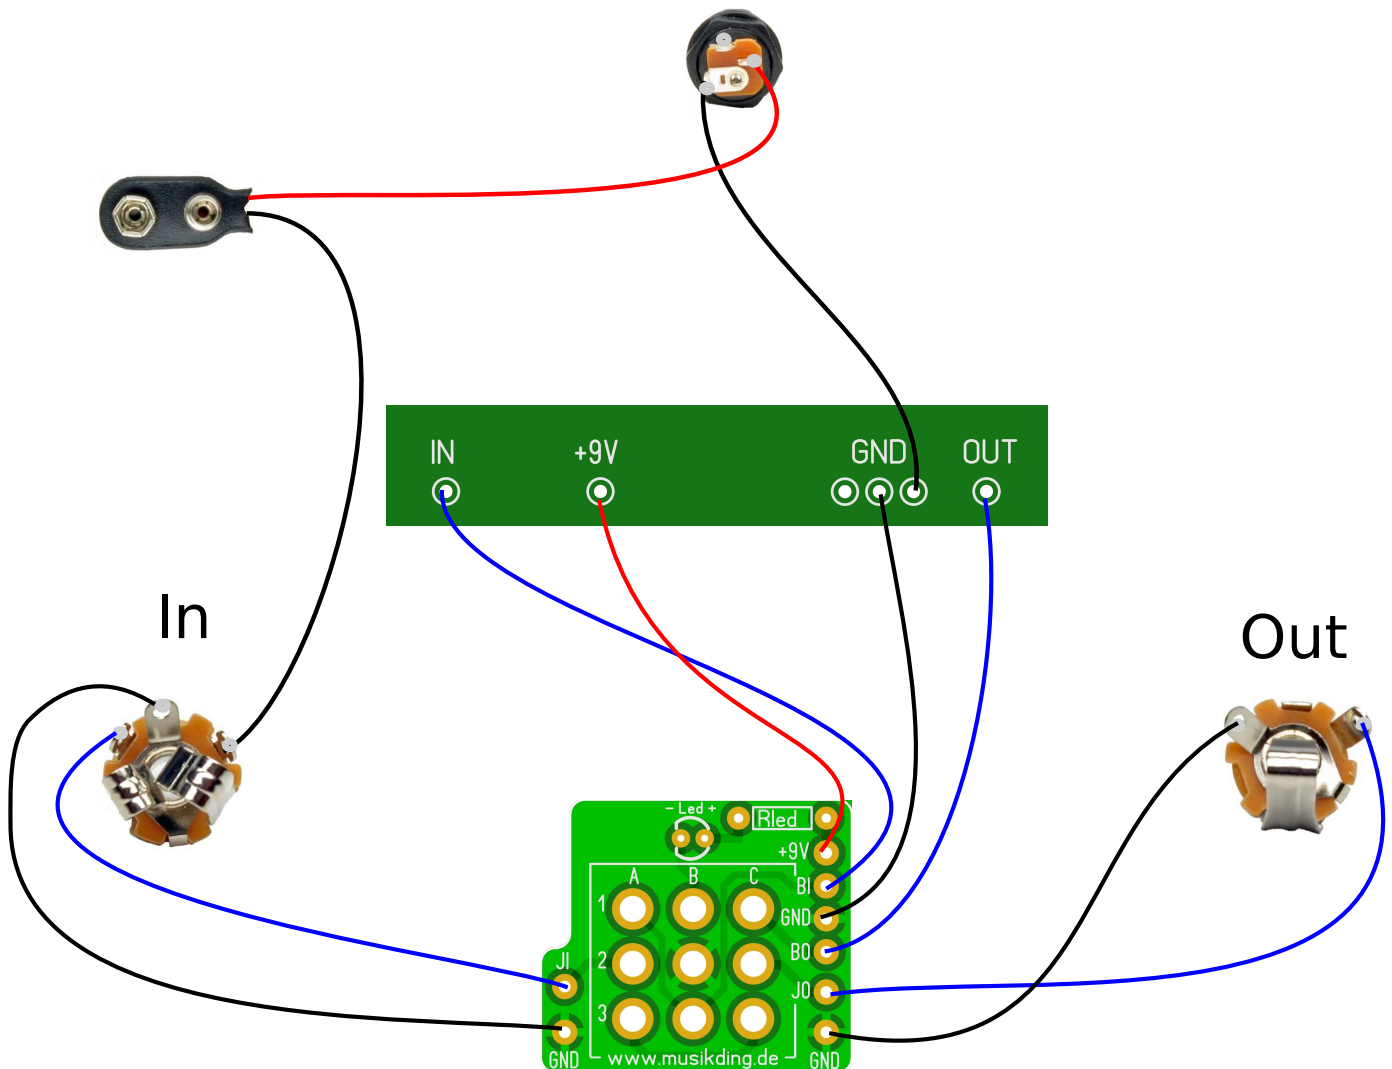 IN +9V GND OUT
In
Out
- Led +
Rled
+9V
A B C
BI
1
GND
BO
2
JI
JO
3
GND
www.musikding.de
GND